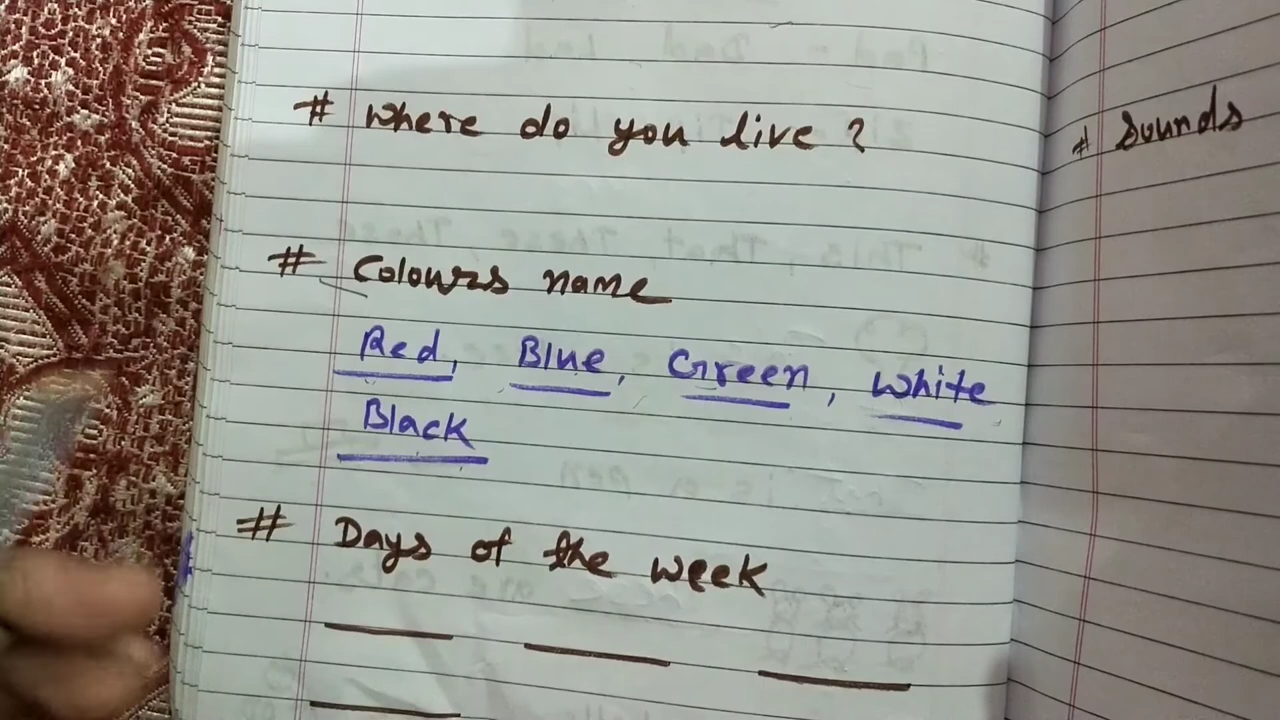 # Where do you live ?
# Colours name
Red, Blue, Green, White
Black
# Days of the week
# Sounds